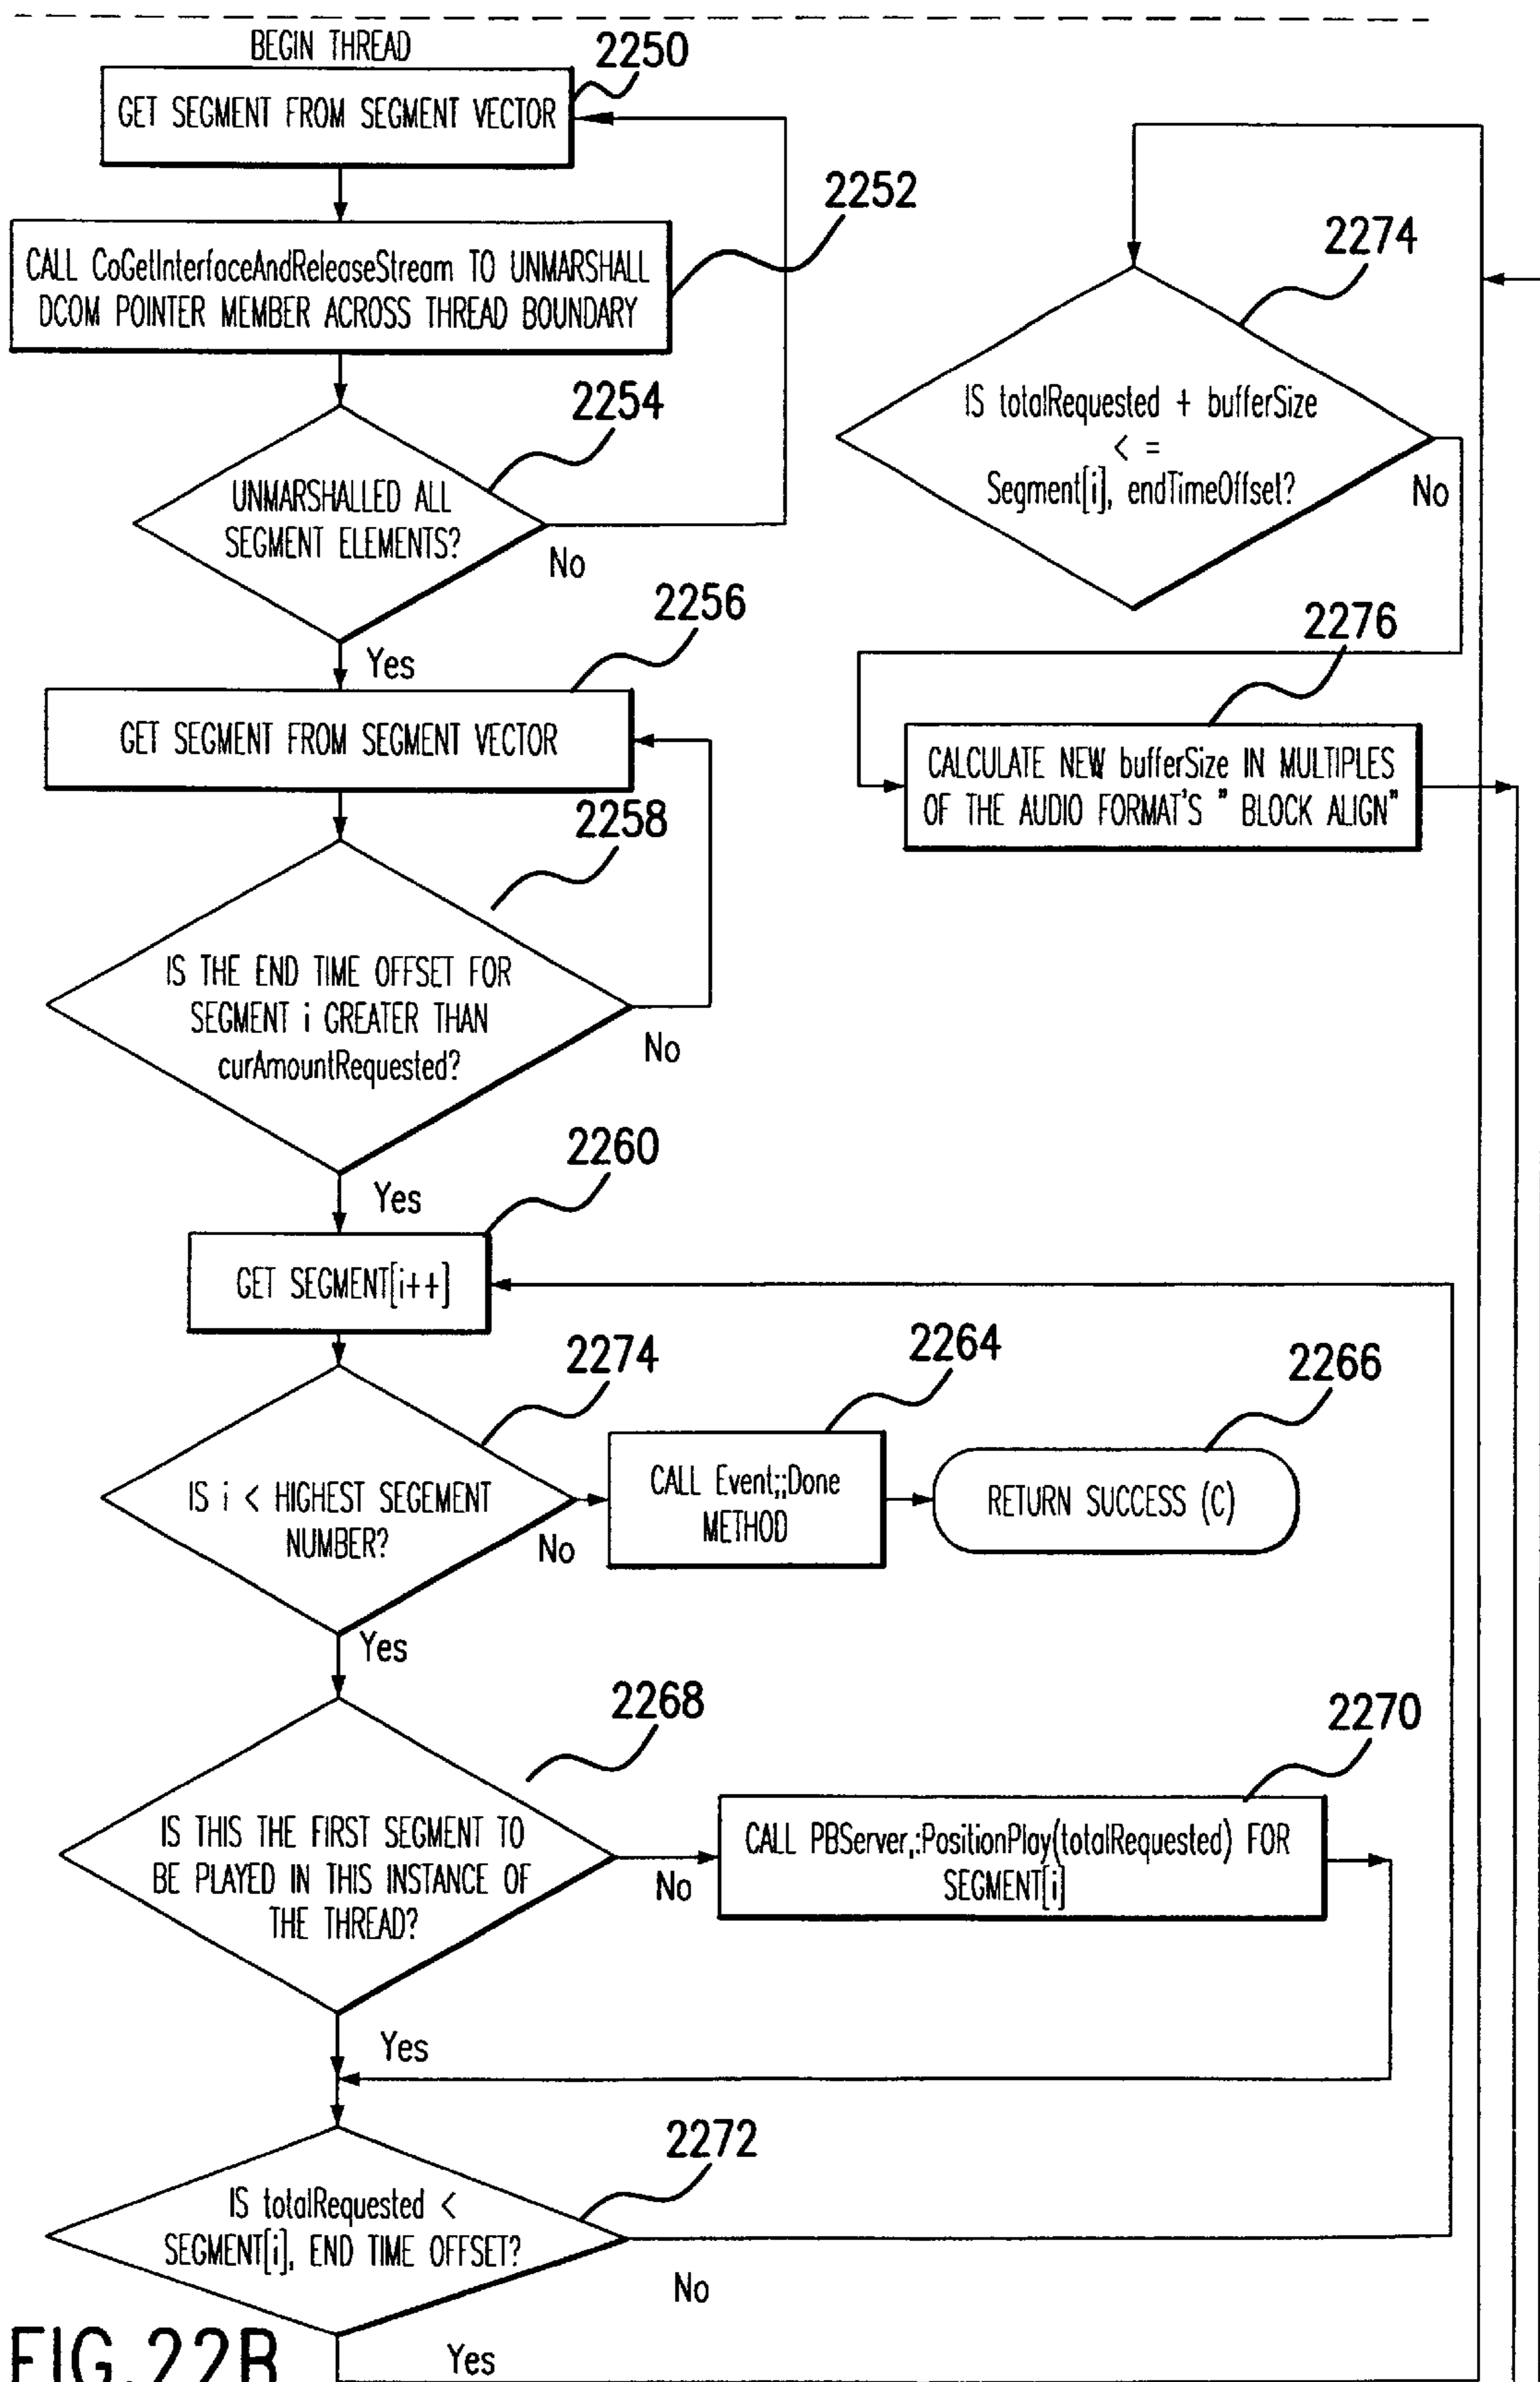 BEGIN THREAD
2250
GET SEGMENT FROM SEGMENT VECTOR
2252
CALL CoGetInterfaceAndReleaseStream TO UNMARSHALL
DCOM POINTER MEMBER ACROSS THREAD BOUNDARY
2254
UNMARSHALLED ALL
SEGMENT ELEMENTS?
No
Yes
2256
GET SEGMENT FROM SEGMENT VECTOR
2258
IS THE END TIME OFFSET FOR
SEGMENT i GREATER THAN
curAmountRequested?
No
Yes
2260
GET SEGMENT[i++]
2274
IS i < HIGHEST SEGEMENT
NUMBER?
No
2264
CALL Event;;Done
METHOD
2266
RETURN SUCCESS (C)
Yes
2268
IS THIS THE FIRST SEGMENT TO
BE PLAYED IN THIS INSTANCE OF
THE THREAD?
No
2270
CALL PBServer,:PositionPlay(totalRequested) FOR
SEGMENT[i]
Yes
2272
IS totalRequested <
SEGMENT[i], END TIME OFFSET?
No
Yes
2274
IS totalRequested + bufferSize
< =
Segment[i], endTimeOffset?
No
2276
CALCULATE NEW bufferSize IN MULTIPLES
OF THE AUDIO FORMAT'S " BLOCK ALIGN"
FIG.22B